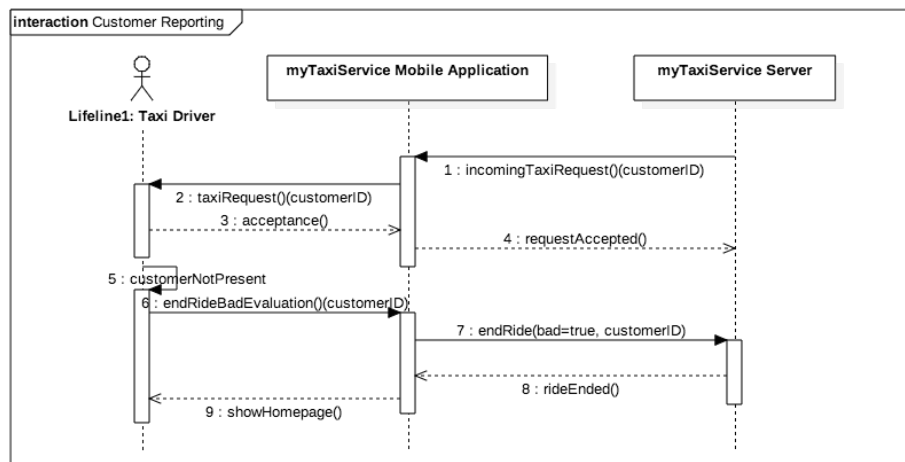 interaction Customer Reporting
myTaxiService Mobile Application
myTaxiService Server
Lifeline1: Taxi Driver
1 : incomingTaxiRequest()(customerID)
2 : taxiRequest()(customerID)
3 : acceptance()
4 : requestAccepted()
5 : customerNotPresent
6 : endRideBadEvaluation()(customerID)
7 : endRide(bad=true, customerID)
8 : rideEnded()
9 : showHomepage()